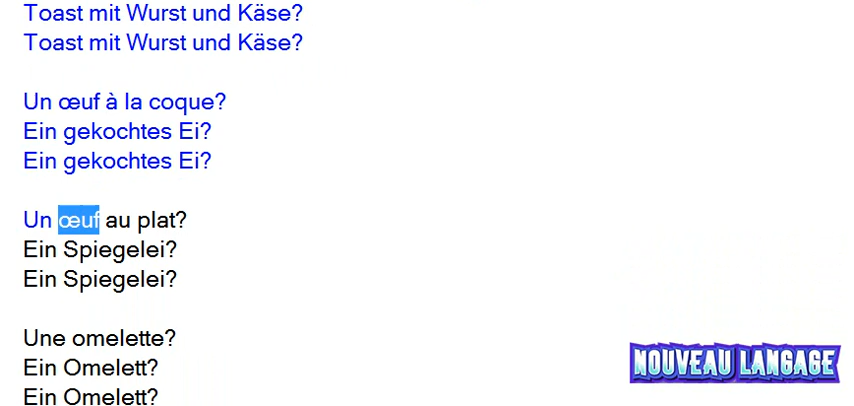 Toast mit Wurst und Käse?
Toast mit Wurst und Käse?
Un œuf à la coque?
Ein gekochtes Ei?
Ein gekochtes Ei?
Un œuf au plat?
Ein Spiegelei?
Ein Spiegelei?
Une omelette?
Ein Omelett?
Ein Omelett?
NOUVEAU LANGAGE